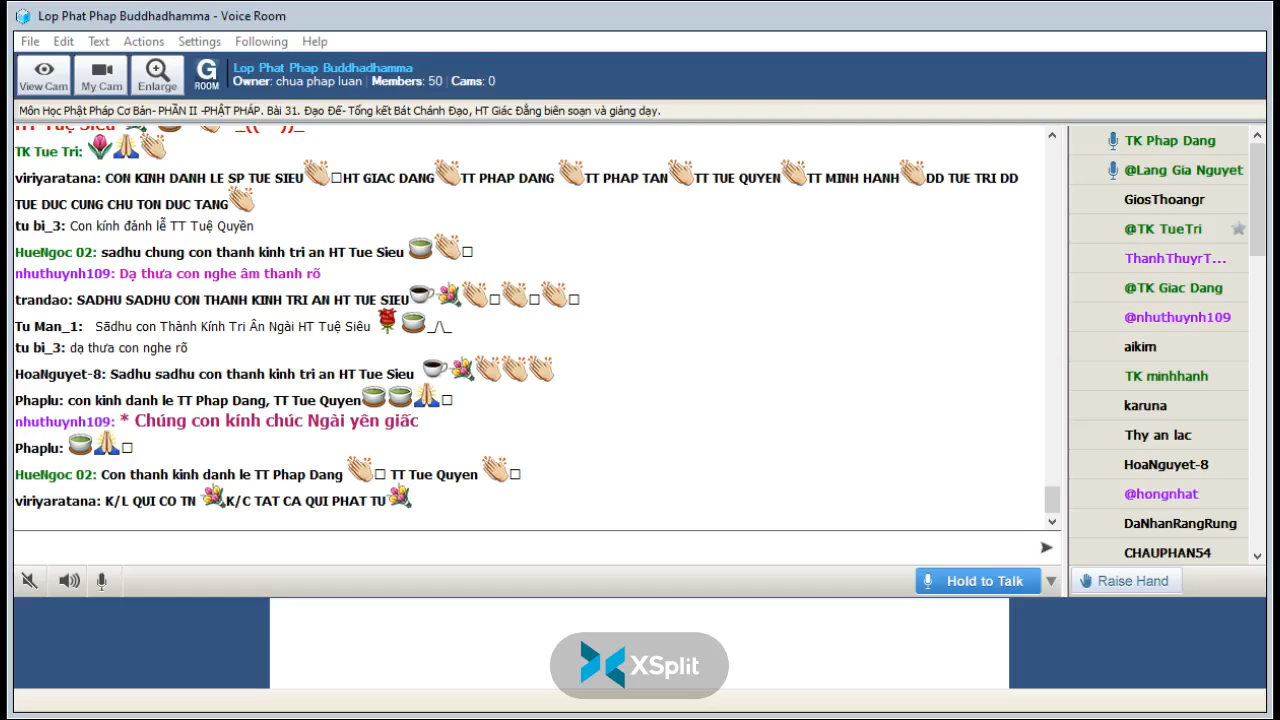 Lop Phat Phap Buddhadhamma - Voice Room
File Edit Text Actions Settings Following Help
View Cam My Cam Enlarge G ROOM Lop Phat Phap Buddhadhamma
Owner: chua phap luan Members: 50 Cams: 0
Môn Học Phật Pháp Cơ Bản- PHẦN II -PHẬT PHÁP. Bài 31. Đạo Đế- Tổng kết Bát Chánh Đạo, HT Giác Đẳng biên soạn và giảng dạy.
HT Tuệ Siêu
TK Tue Tri:
viriyaratana: CON KINH DANH LE SP TUE SIEU HT GIAC DANG TT PHAP DANG TT PHAP TAN TT TUE QUYEN TT MINH HANH DD TUE TRI DD
TUE DUC CUNG CHU TON DUC TANG
tu bi_3: Con kính đảnh lễ TT Tuệ Quyền
HueNgoc 02: sadhu chung con thanh kinh tri an HT Tue Sieu
nhuthuynh109: Dạ thưa con nghe âm thanh rõ
trandao: SADHU SADHU CON THANH KINH TRI AN HT TUE SIEU
Tu Man_1: Sādhu con Thành Kính Tri Ân Ngài HT Tuệ Siêu _/\_
tu bi_3: dạ thưa con nghe rõ
HoaNguyet-8: Sadhu sadhu con thanh kinh tri an HT Tue Sieu
Phaplu: con kinh danh le TT Phap Dang, TT Tue Quyen
nhuthuynh109: * Chúng con kính chúc Ngài yên giấc
Phaplu:
HueNgoc 02: Con thanh kinh danh le TT Phap Dang TT Tue Quyen
viriyaratana: K/L QUI CO TN K/C TAT CA QUI PHAT TU
TK Phap Dang
@Lang Gia Nguyet
GiosThoangr
@TK TueTri
ThanhThuyrT...
@TK Giac Dang
@nhuthuynh109
aikim
TK minhhanh
karuna
Thy an lac
HoaNguyet-8
@hongnhat
DaNhanRangRung
CHAUPHAN54
Hold to Talk
Raise Hand
XSplit